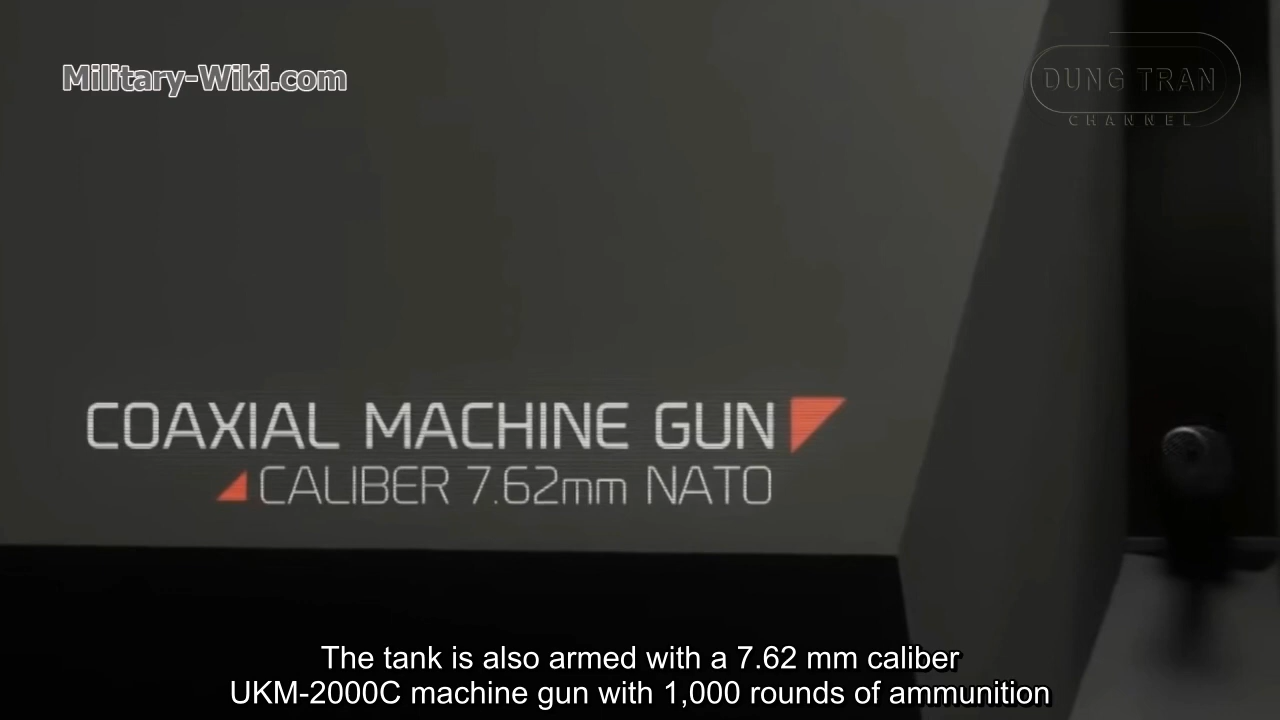 Military-Wiki.com
DUNG TRAN
CHANNEL
COAXIAL MACHINE GUN
CALIBER 7.62mm NATO
The tank is also armed with a 7.62 mm caliber
UKM-2000C machine gun with 1,000 rounds of ammunition